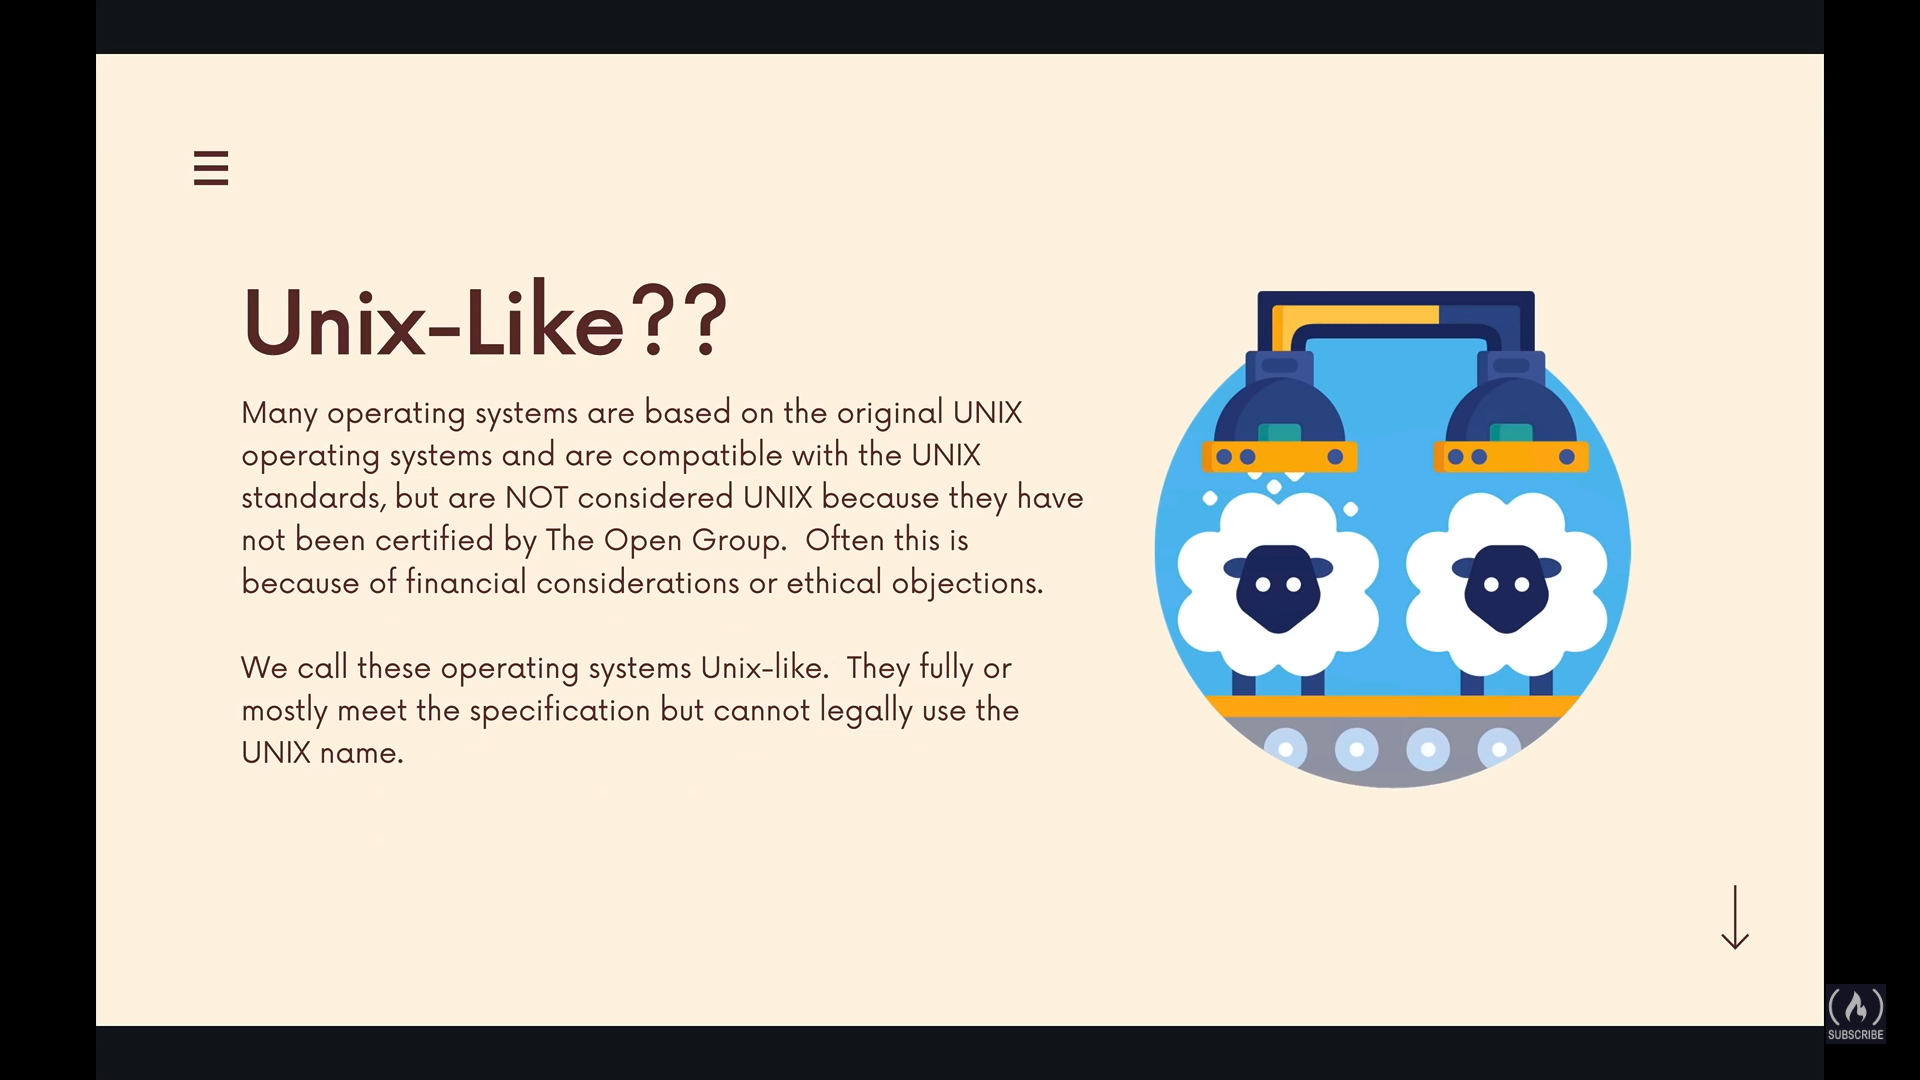 Unix-Like??
Many operating systems are based on the original UNIX
operating systems and are compatible with the UNIX
standards, but are NOT considered UNIX because they have
not been certified by The Open Group.  Often this is
because of financial considerations or ethical objections.
We call these operating systems Unix-like.  They fully or
mostly meet the specification but cannot legally use the
UNIX name.
SUBSCRIBE